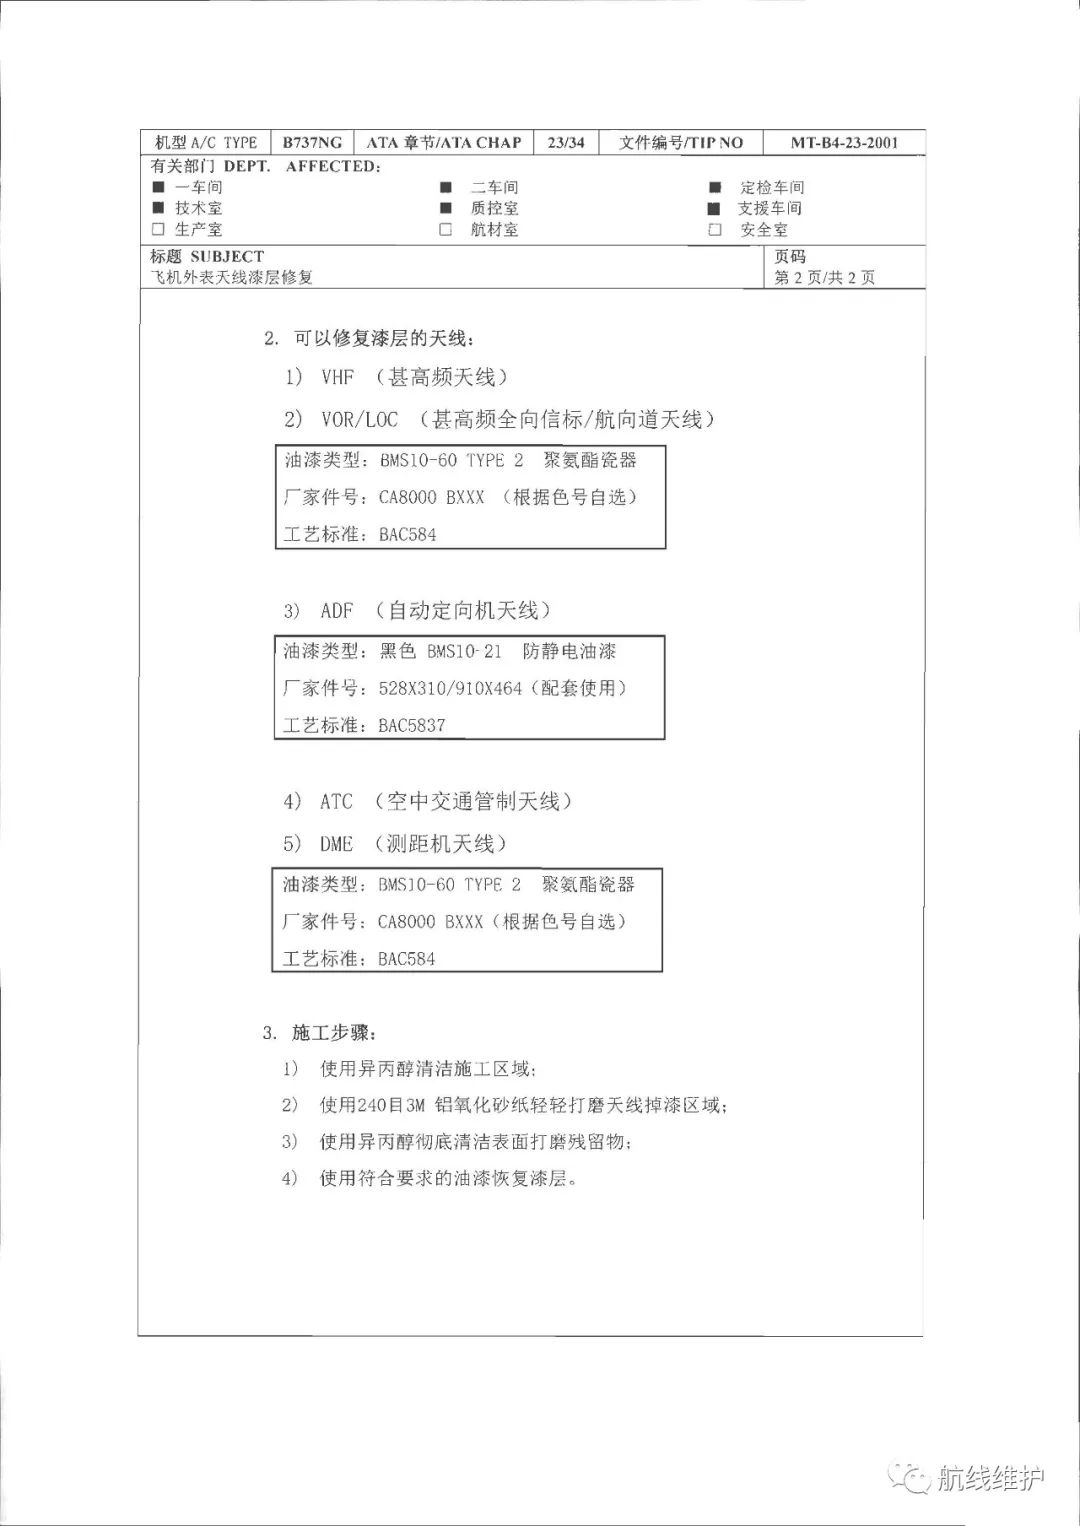 机型 A/C TYPE B737NG ATA 章节/ATA CHAP 23/34 文件编号/TIP NO MT-B4-23-2001
有关部门 DEPT. AFFECTED:
■ 一车间 ■ 二车间 ■ 定检车间
■ 技术室 ■ 质控室 ■ 支援车间
□ 生产室 □ 航材室 □ 安全室
标题 SUBJECT 页码
飞机外表天线漆层修复 第 2 页/共 2 页
2. 可以修复漆层的天线:
1) VHF （甚高频天线）
2) VOR/LOC （甚高频全向信标/航向道天线）
油漆类型: BMS10-60 TYPE 2 聚氨酯瓷器
厂家件号: CA8000 BXXX （根据色号自选）
工艺标准: BAC584
3) ADF （自动定向机天线）
油漆类型: 黑色 BMS10-21 防静电油漆
厂家件号: 528X310/910X464（配套使用）
工艺标准: BAC5837
4) ATC （空中交通管制天线）
5) DME （测距机天线）
油漆类型: BMS10-60 TYPE 2 聚氨酯瓷器
厂家件号: CA8000 BXXX（根据色号自选）
工艺标准: BAC584
3. 施工步骤:
1) 使用异丙醇清洁施工区域;
2) 使用240目3M 铝氧化砂纸轻轻打磨天线掉漆区域;
3) 使用异丙醇彻底清洁表面打磨残留物;
4) 使用符合要求的油漆恢复漆层。
航线维护